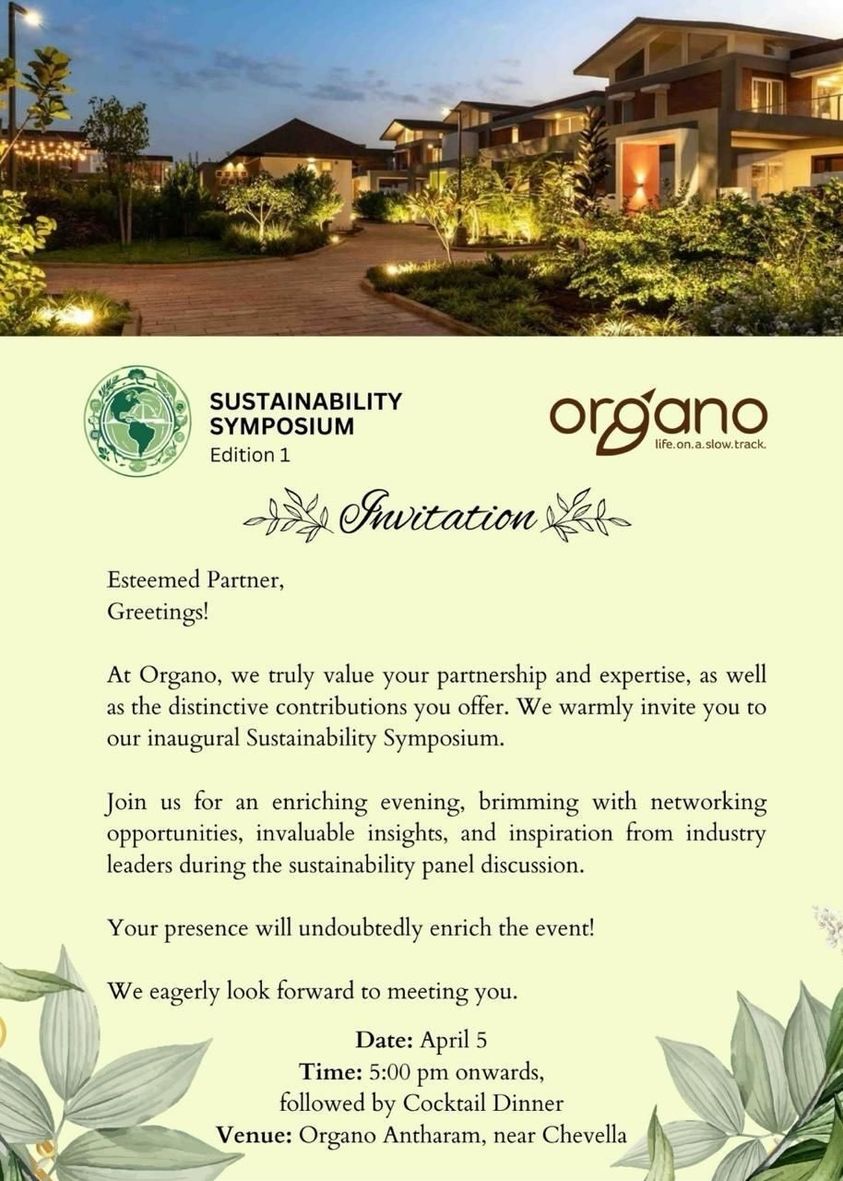 SUSTAINABILITY
SYMPOSIUM
Edition 1
organo
life.on.a.slow.track.
Invitation
Esteemed Partner,
Greetings!
At Organo, we truly value your partnership and expertise, as well
as the distinctive contributions you offer. We warmly invite you to
our inaugural Sustainability Symposium.
Join us for an enriching evening, brimming with networking
opportunities, invaluable insights, and inspiration from industry
leaders during the sustainability panel discussion.
Your presence will undoubtedly enrich the event!
We eagerly look forward to meeting you.
Date: April 5
Time: 5:00 pm onwards,
followed by Cocktail Dinner
Venue: Organo Antharam, near Chevella